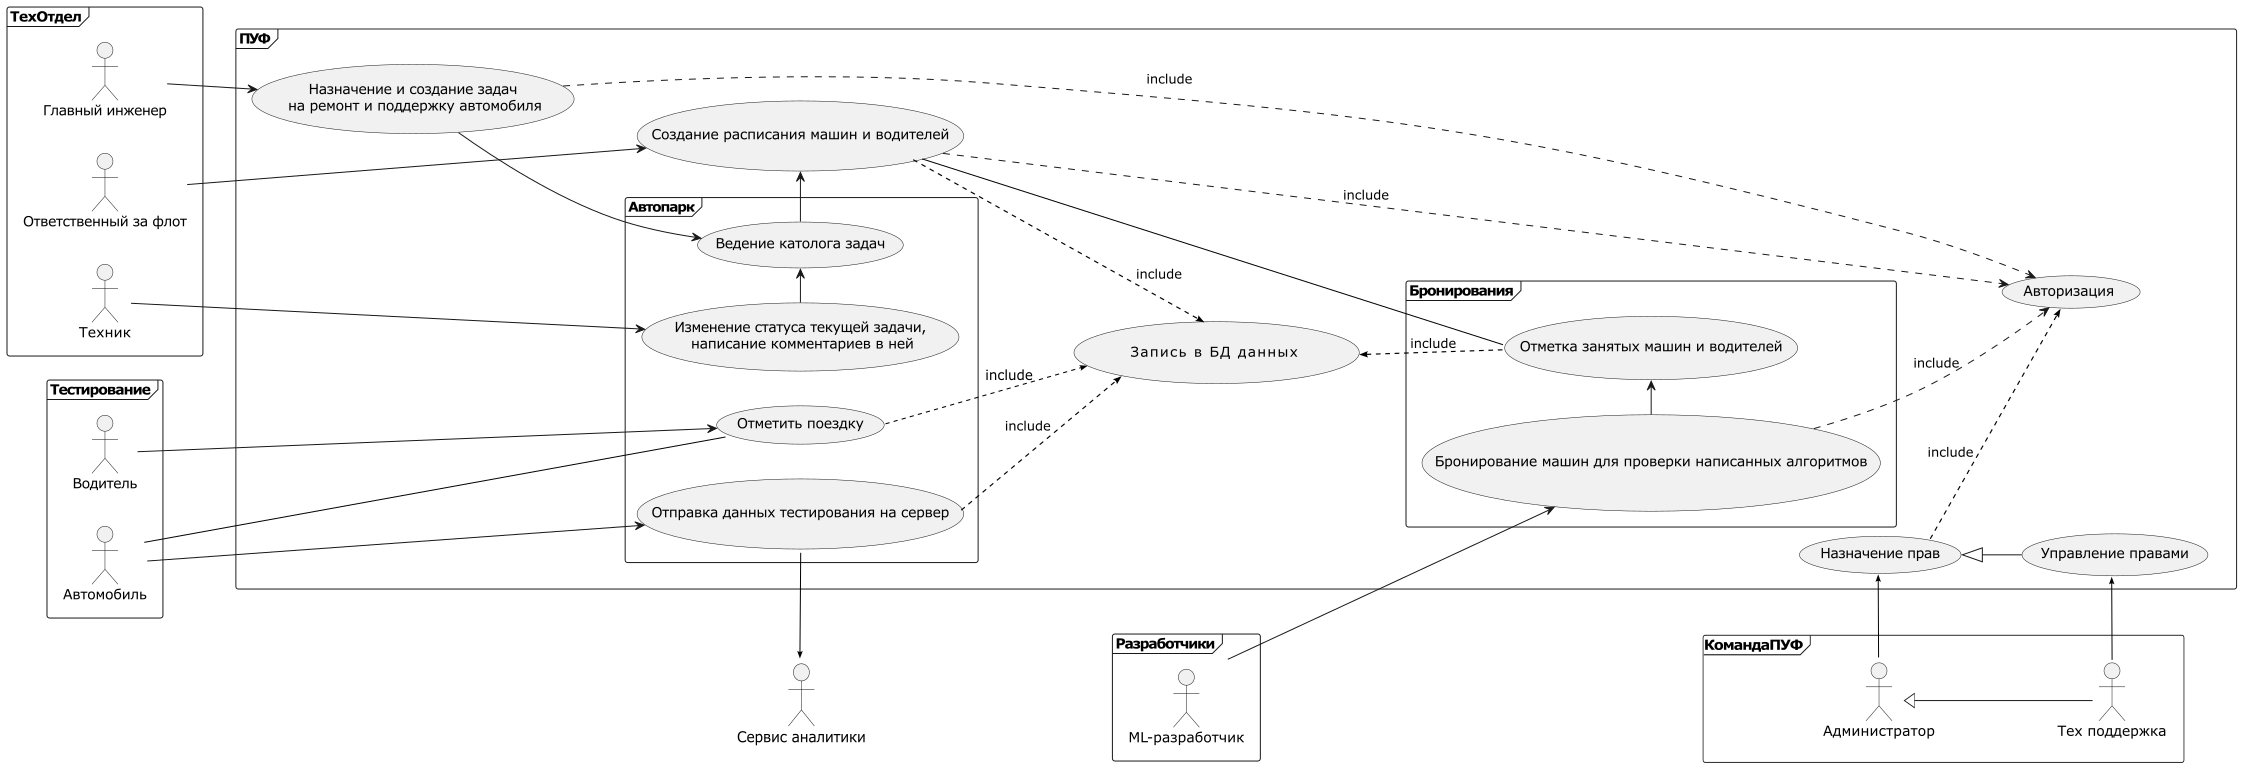 ТехОтдел
Главный инженер
Ответственный за флот
Техник
Тестирование
Водитель
Автомобиль
ПУФ
Назначение и создание задач
на ремонт и поддержку автомобиля
include
Создание расписания машин и водителей
include
Автопарк
Ведение католога задач
include
Изменение статуса текущей задачи,
написание комментариев в ней
Запись в БД данных
include
include
Отметить поездку
include
Отправка данных тестирования на сервер
Бронирования
Отметка занятых машин и водителей
Бронирование машин для проверки написанных алгоритмов
Авторизация
include
include
Назначение прав
Управление правами
Сервис аналитики
Разработчики
ML-разработчик
КомандаПУФ
Администратор
Тех поддержка